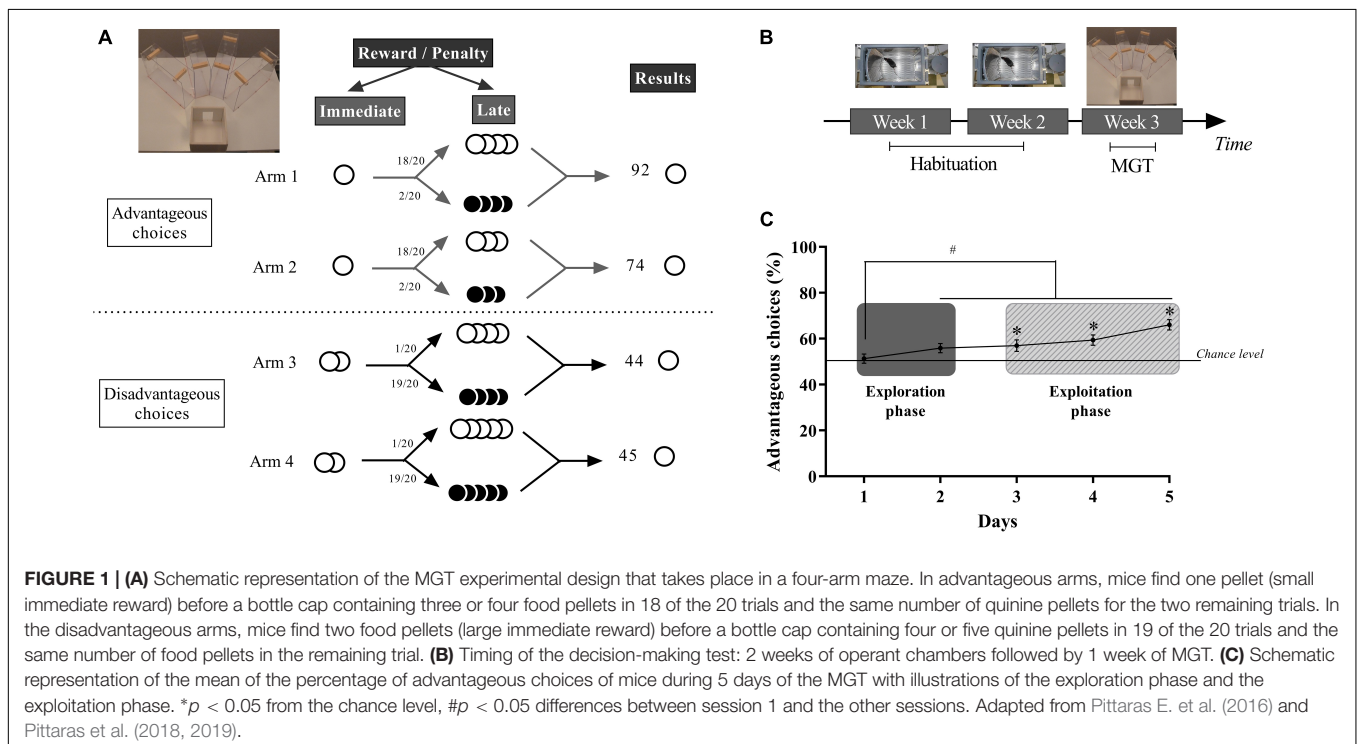 A
Reward / Penalty
Immediate
Late
Results
Advantageous
choices
Arm 1
18/20
2/20
92
Arm 2
18/20
2/20
74
Disadvantageous
choices
Arm 3
1/20
19/20
44
Arm 4
1/20
19/20
45
B
Week 1
Week 2
Week 3
Time
Habituation
MGT
C
Advantageous choices (%)
100
80
60
40
20
0
#
*
*
*
Chance level
Exploration
phase
Exploitation
phase
1
2
3
4
5
Days
FIGURE 1 | (A) Schematic representation of the MGT experimental design that takes place in a four-arm maze. In advantageous arms, mice find one pellet (small
immediate reward) before a bottle cap containing three or four food pellets in 18 of the 20 trials and the same number of quinine pellets for the two remaining trials. In
the disadvantageous arms, mice find two food pellets (large immediate reward) before a bottle cap containing four or five quinine pellets in 19 of the 20 trials and the
same number of food pellets in the remaining trial. (B) Timing of the decision-making test: 2 weeks of operant chambers followed by 1 week of MGT. (C) Schematic
representation of the mean of the percentage of advantageous choices of mice during 5 days of the MGT with illustrations of the exploration phase and the
exploitation phase. *p < 0.05 from the chance level, #p < 0.05 differences between session 1 and the other sessions. Adapted from Pittaras E. et al. (2016) and
Pittaras et al. (2018, 2019).